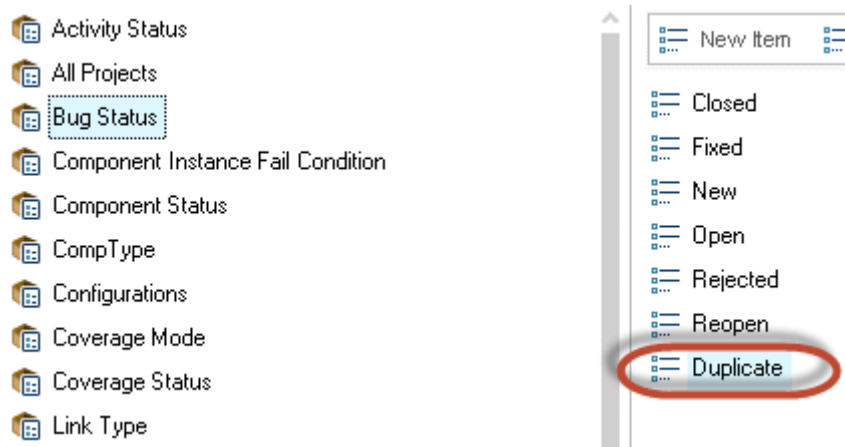 Activity Status
All Projects
Bug Status
Component Instance Fail Condition
Component Status
CompType
Configurations
Coverage Mode
Coverage Status
Link Type
New Item
Closed
Fixed
New
Open
Rejected
Reopen
Duplicate